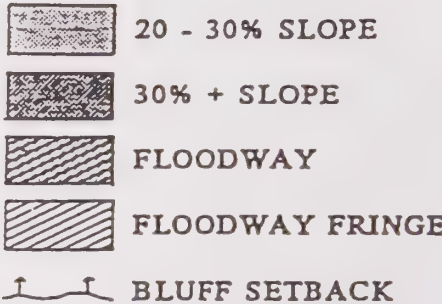 20 - 30% SLOPE
30% + SLOPE
FLOODWAY
FLOODWAY FRINGE
BLUFF SETBACK